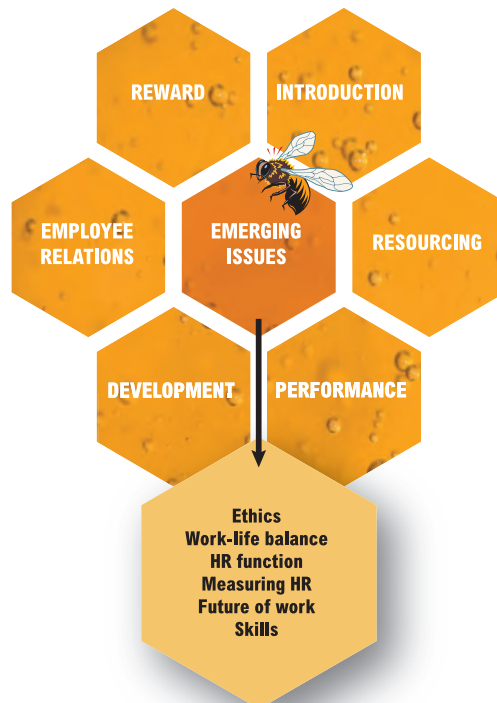 REWARD
INTRODUCTION
EMPLOYEE
RELATIONS
EMERGING
ISSUES
RESOURCING
DEVELOPMENT
PERFORMANCE
Ethics
Work-life balance
HR function
Measuring HR
Future of work
Skills